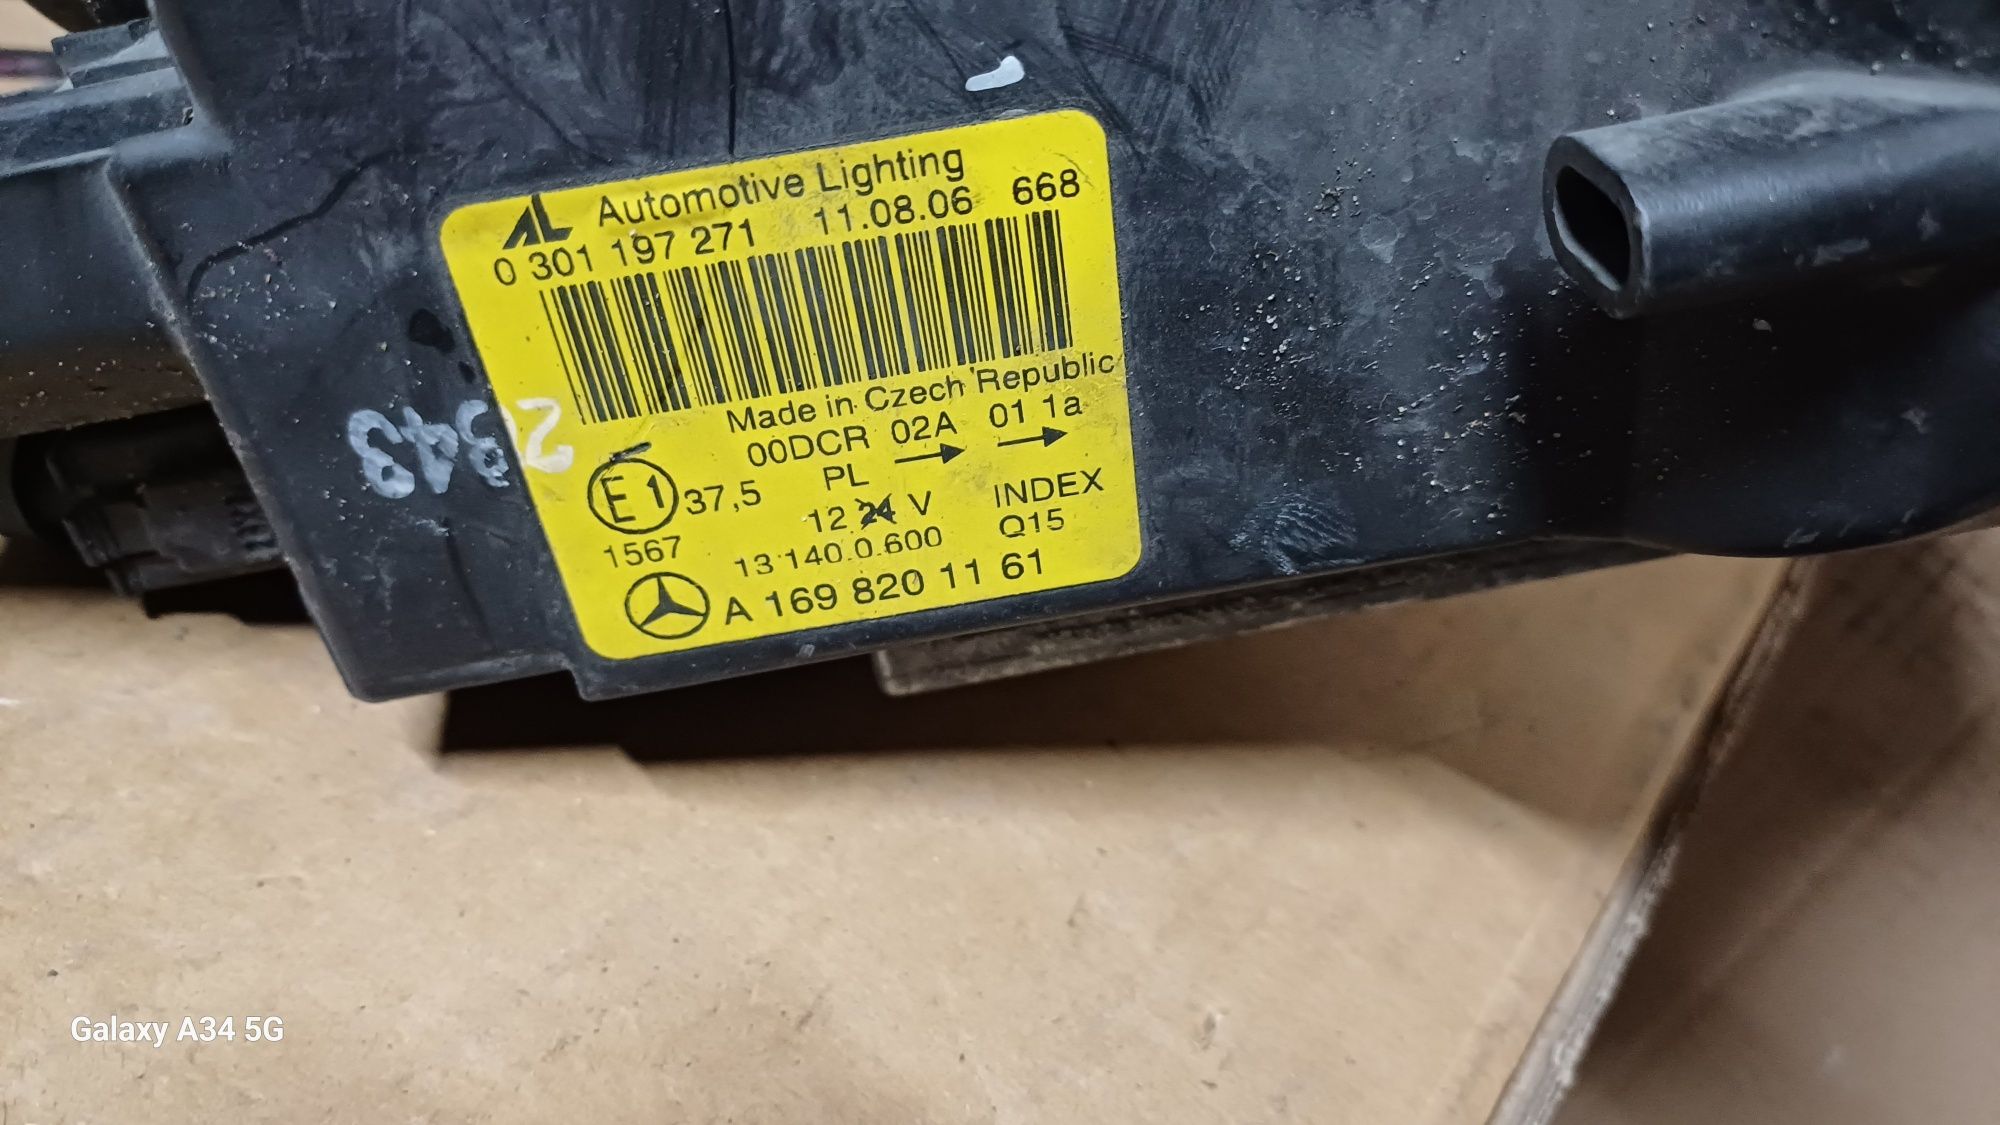 Automotive Lighting
0 301 197 271 11.08.06 668
Made in Czech Republic
00DCR 02A 01 1a
PL
E1 37,5
12 24 V INDEX
1567 13 140.0.600 Q15
A 169 820 11 61
2343
Galaxy A34 5G